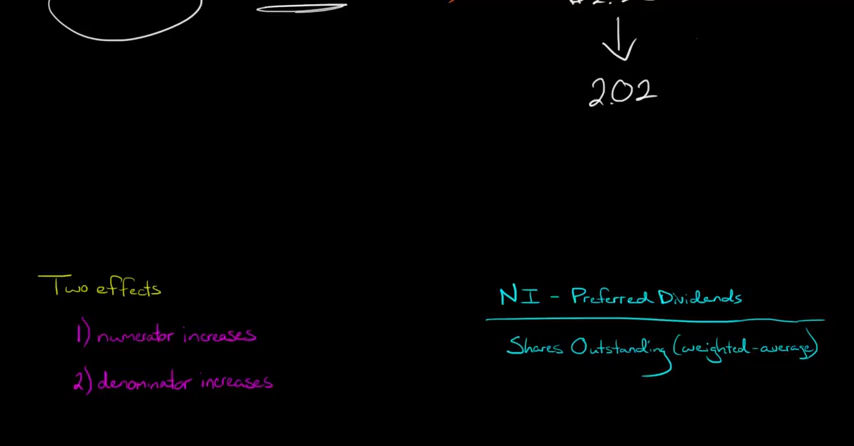 2.02
Two effects
1) numerator increases
2) denominator increases
NI - Preferred Dividends
Shares Outstanding (weighted-average)